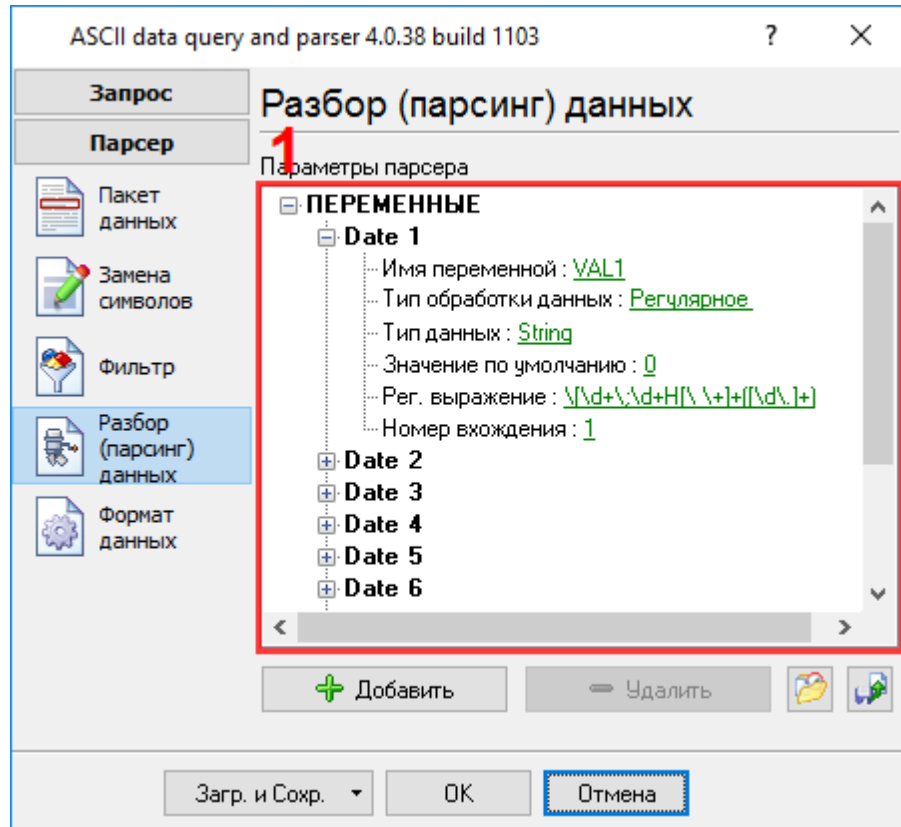 ASCII data query and parser 4.0.38 build 1103
Запрос
Парсер
Пакет
данных
Замена
символов
Фильтр
Разбор
(парсинг)
данных
Формат
данных
Разбор (парсинг) данных
1
Параметры парсера
ПЕРЕМЕННЫЕ
Date 1
Имя переменной : VAL1
Тип обработки данных : Регулярное
Тип данных : String
Значение по умолчанию : 0
Рег. выражение : \[\d+\;\d+H[\ \+]+([\d\.]+)
Номер вхождения : 1
Date 2
Date 3
Date 4
Date 5
Date 6
Добавить
Удалить
Загр. и Сохр.
OK
Отмена